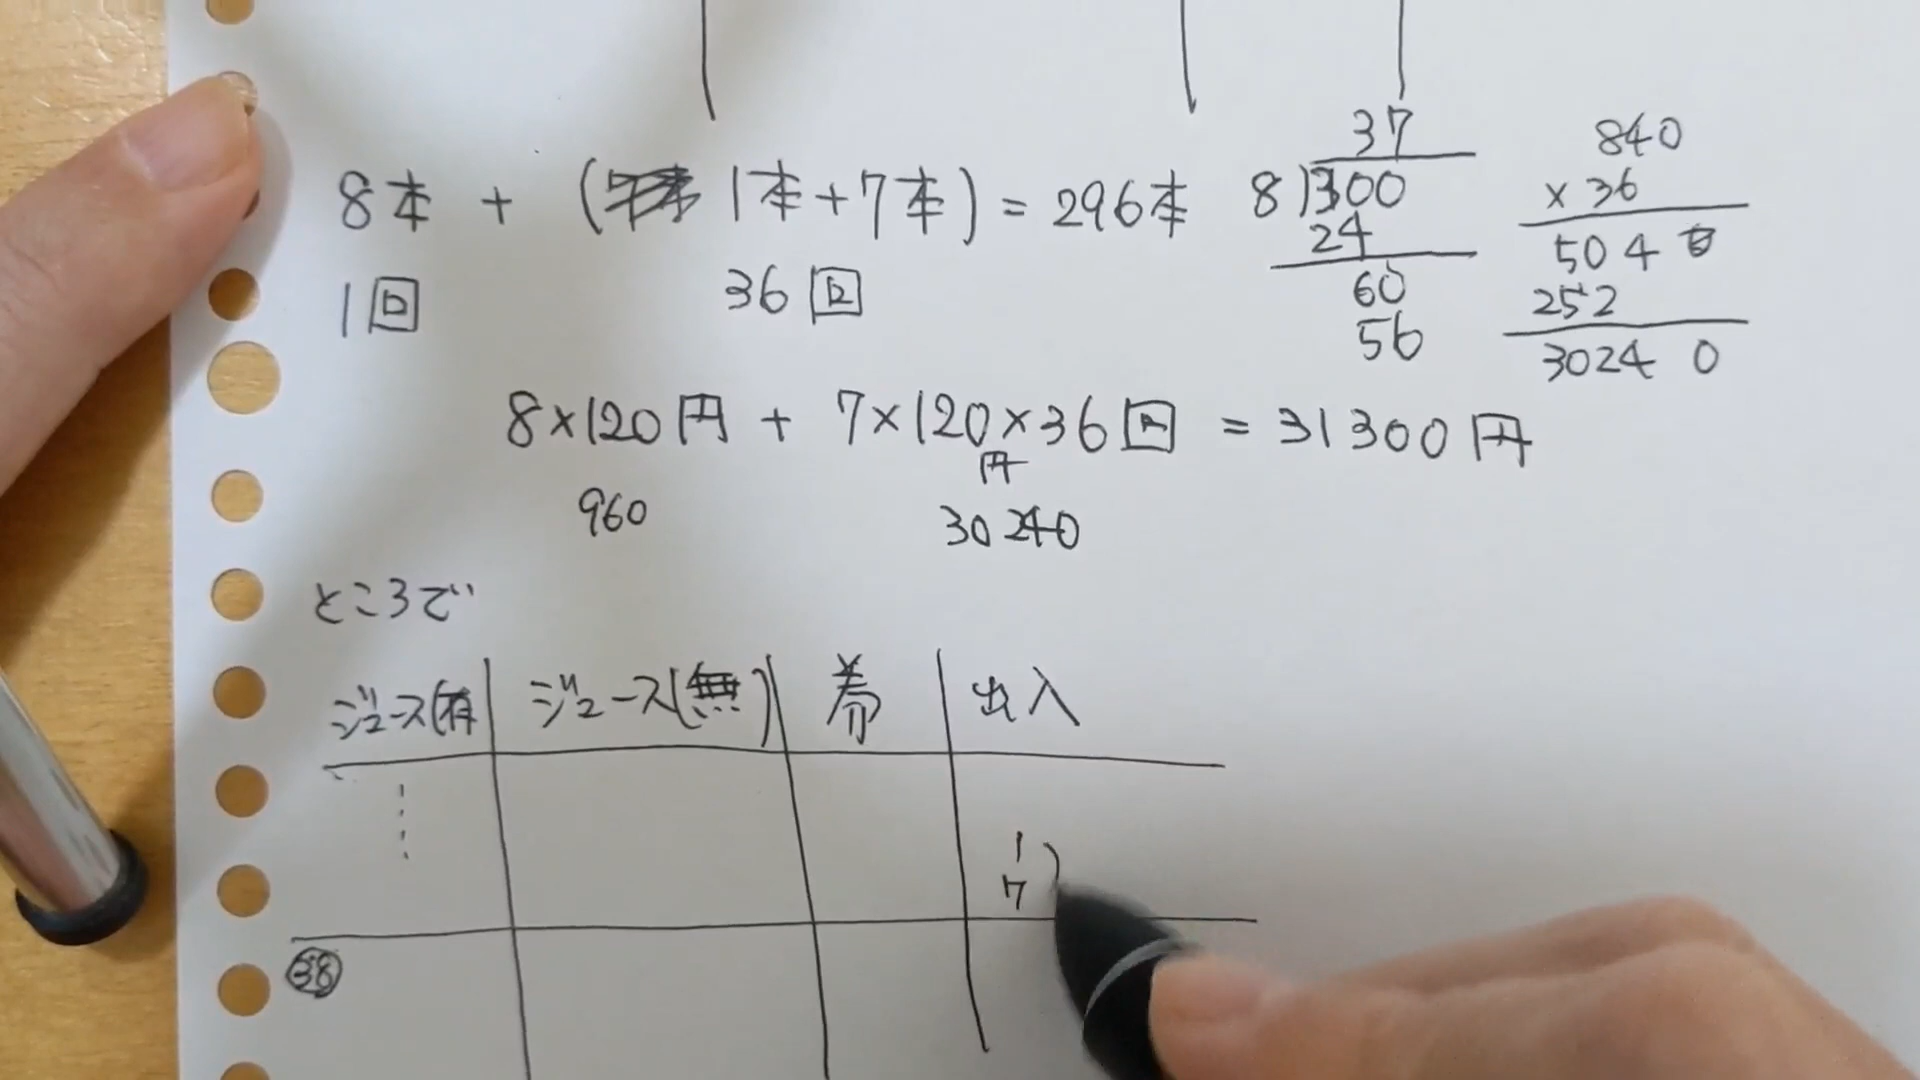 8本 + ( 1本+7本) = 296本
1回 36回
37
8)300
24
60
56
840
× 36
504
252
3024 0
8×120円 + 7×120×36回 = 31300円
円
960 30240
ところで
ジュース(有 ジュース(無) 券 出入
1
7
38